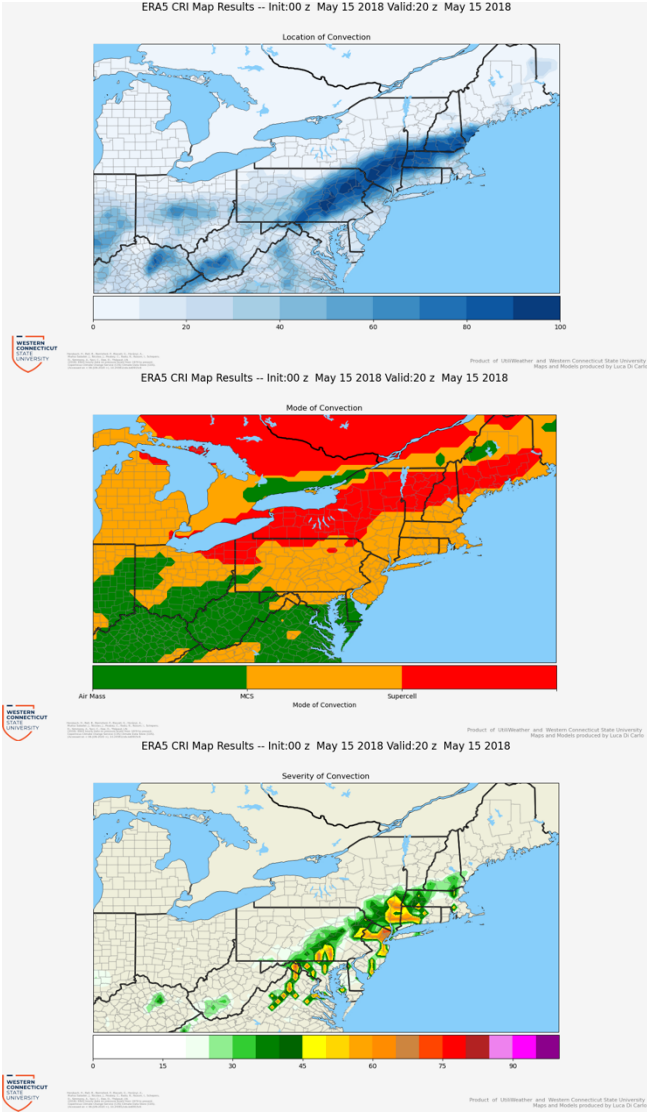 ERA5 CRI Map Results -- Init:00 z May 15 2018 Valid:20 z May 15 2018
Location of Convection
0 20 40 60 80 100
WESTERN
CONNECTICUT
STATE
UNIVERSITY
Product of UtiliWeather and Western Connecticut State University
Maps and Models produced by Luca Di Carlo
ERA5 CRI Map Results -- Init:00 z May 15 2018 Valid:20 z May 15 2018
Mode of Convection
Air Mass MCS Supercell
Mode of Convection
WESTERN
CONNECTICUT
STATE
UNIVERSITY
Product of UtiliWeather and Western Connecticut State University
Maps and Models produced by Luca Di Carlo
ERA5 CRI Map Results -- Init:00 z May 15 2018 Valid:20 z May 15 2018
Severity of Convection
0 15 30 45 60 75 90
WESTERN
CONNECTICUT
STATE
UNIVERSITY
Product of UtiliWeather and Western Connecticut State University
Maps and Models produced by Luca Di Carlo